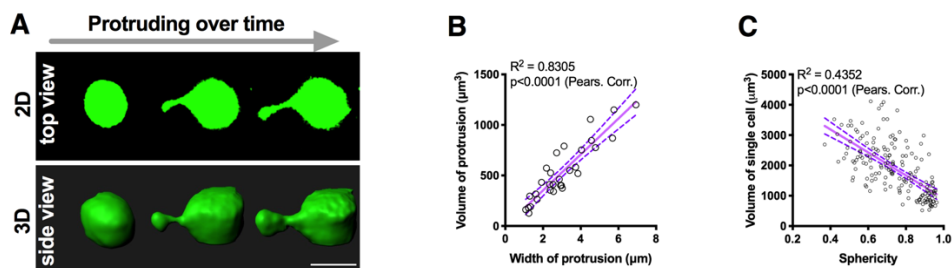 A
Protruding over time
2D
top view
3D
side view
B
R² = 0.8305
p<0.0001 (Pears. Corr.)
Volume of protrusion (µm³)
1500
1000
500
0
0 2 4 6 8
Width of protrusion (µm)
C
R² = 0.4352
p<0.0001 (Pears. Corr.)
Volume of single cell (µm³)
5000
4000
3000
2000
1000
0
0.2 0.4 0.6 0.8 1.0
Sphericity